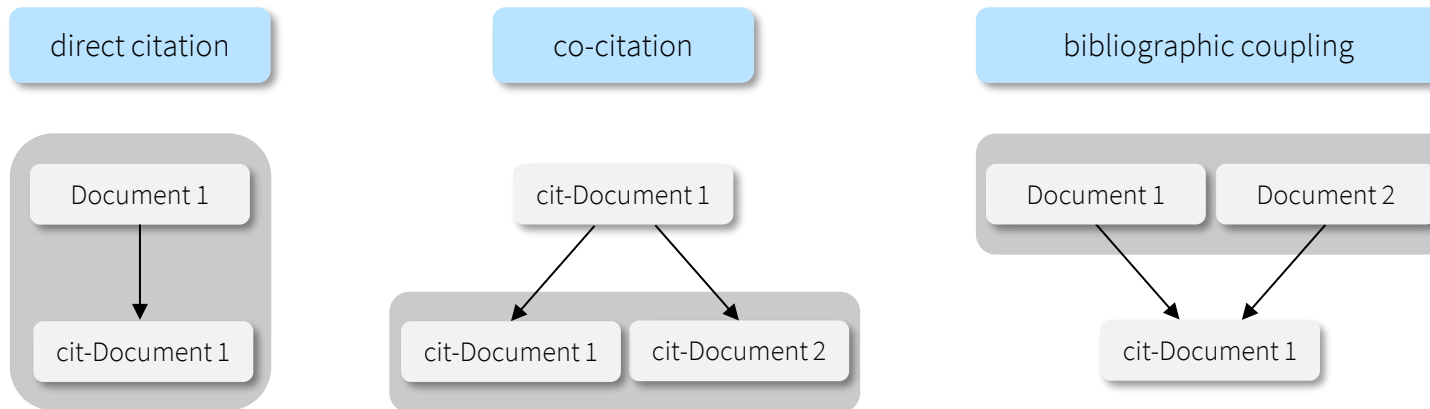 direct citation
co-citation
bibliographic coupling
Document 1
cit-Document 1
cit-Document 1
cit-Document 1
cit-Document 2
Document 1
Document 2
cit-Document 1